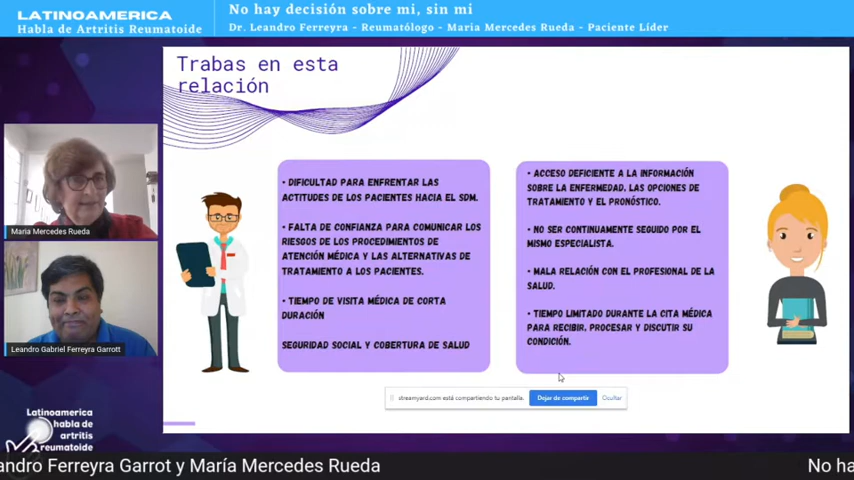 LATINOAMERICA
Habla de Artritis Reumatoide
No hay decisión sobre mi, sin mi
Dr. Leandro Ferreyra - Reumatólogo - Maria Mercedes Rueda - Paciente Líder
Trabas en esta
relación
• DIFICULTAD PARA ENFRENTAR LAS
ACTITUDES DE LOS PACIENTES HACIA EL SDM.
• FALTA DE CONFIANZA PARA COMUNICAR LOS
RIESGOS DE LOS PROCEDIMIENTOS DE
ATENCIÓN MÉDICA Y LAS ALTERNATIVAS DE
TRATAMIENTO A LOS PACIENTES.
• TIEMPO DE VISITA MÉDICA DE CORTA
DURACIÓN
SEGURIDAD SOCIAL Y COBERTURA DE SALUD
• ACCESO DEFICIENTE A LA INFORMACIÓN
SOBRE LA ENFERMEDAD, LAS OPCIONES DE
TRATAMIENTO Y EL PRONÓSTICO.
• NO SER CONTINUAMENTE SEGUIDO POR EL
MISMO ESPECIALISTA.
• MALA RELACIÓN CON EL PROFESIONAL DE LA
SALUD.
• TIEMPO LIMITADO DURANTE LA CITA MÉDICA
PARA RECIBIR, PROCESAR Y DISCUTIR SU
CONDICIÓN.
Maria Mercedes Rueda
Leandro Gabriel Ferreyra Garrott
streamyard.com está compartiendo tu pantalla.
Dejar de compartir
Ocultar
Latinoamerica
habla de
artritis
reumatoide
andro Ferreyra Garrot y María Mercedes Rueda
No ha